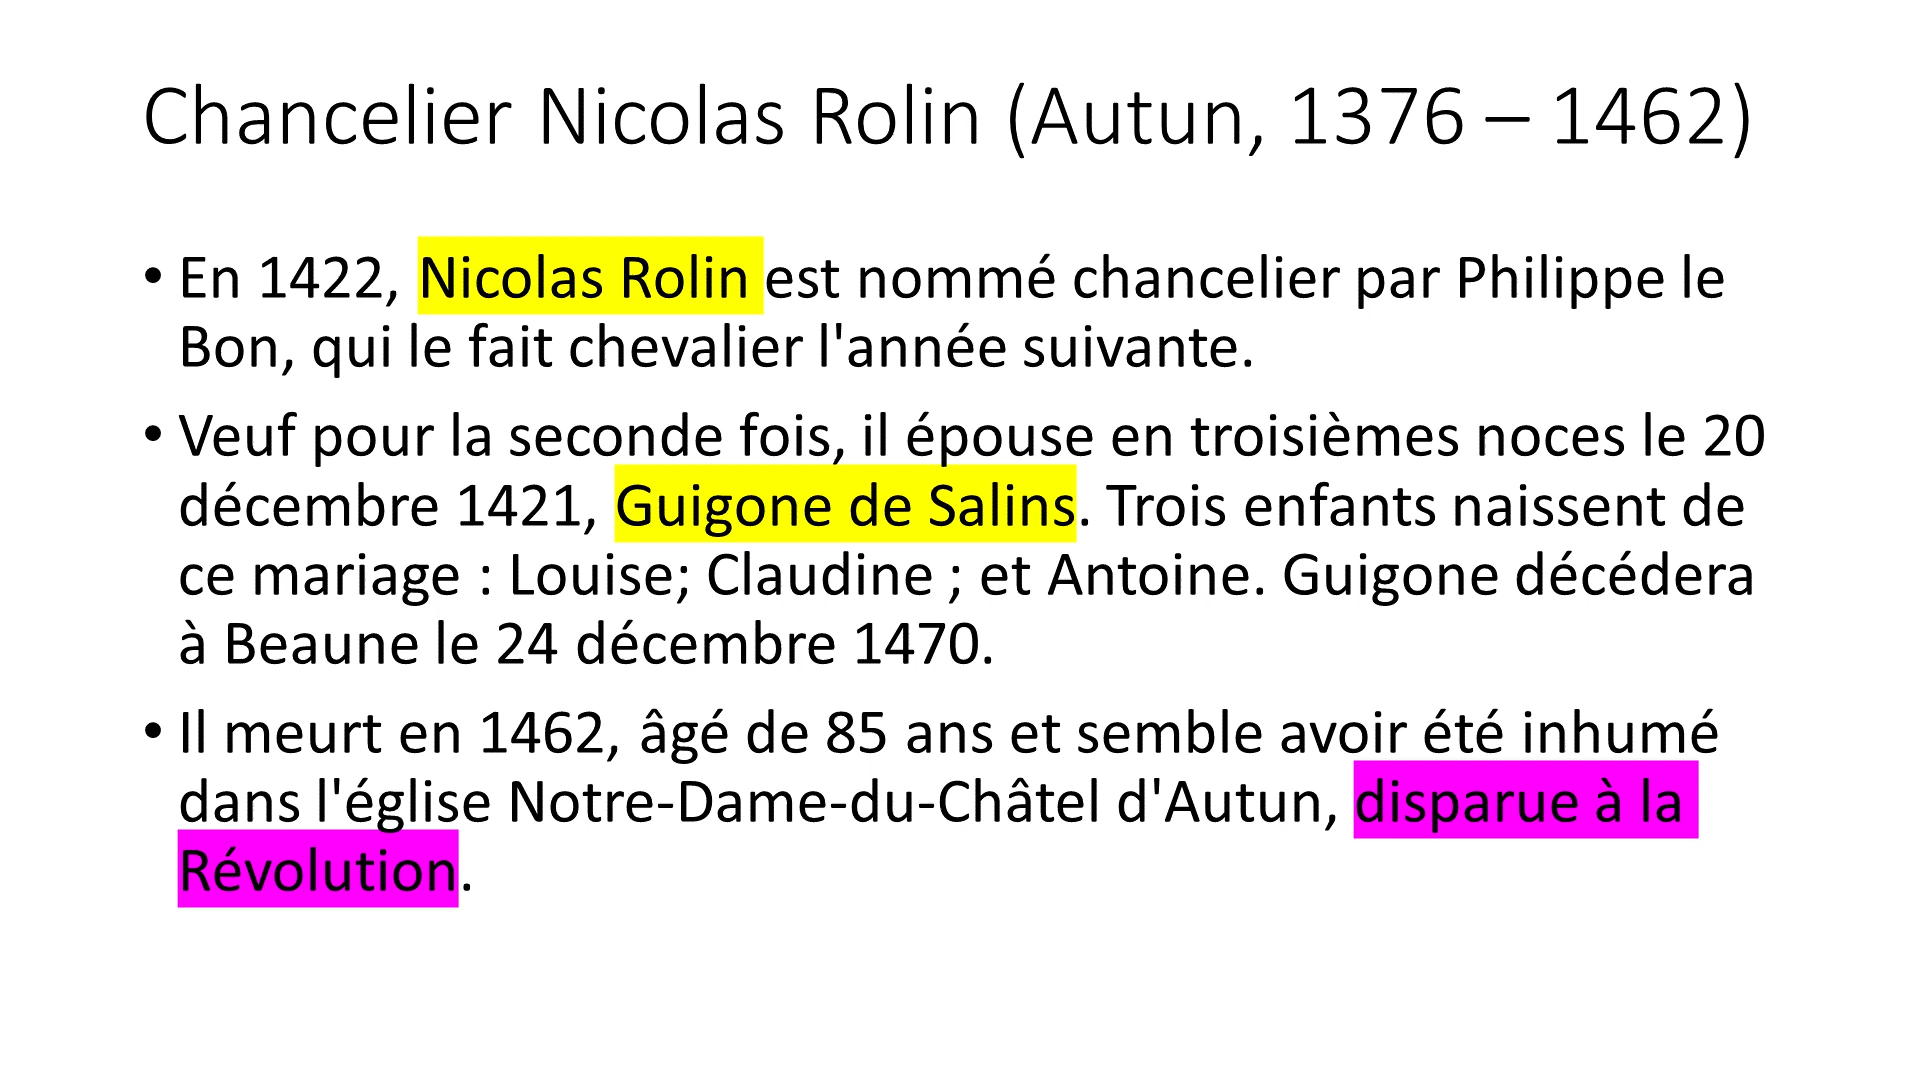 Chancelier Nicolas Rolin (Autun, 1376 – 1462)
• En 1422, Nicolas Rolin est nommé chancelier par Philippe le
Bon, qui le fait chevalier l'année suivante.
• Veuf pour la seconde fois, il épouse en troisièmes noces le 20
décembre 1421, Guigone de Salins. Trois enfants naissent de
ce mariage : Louise; Claudine ; et Antoine. Guigone décédera
à Beaune le 24 décembre 1470.
• Il meurt en 1462, âgé de 85 ans et semble avoir été inhumé
dans l'église Notre-Dame-du-Châtel d'Autun, disparue à la
Révolution.